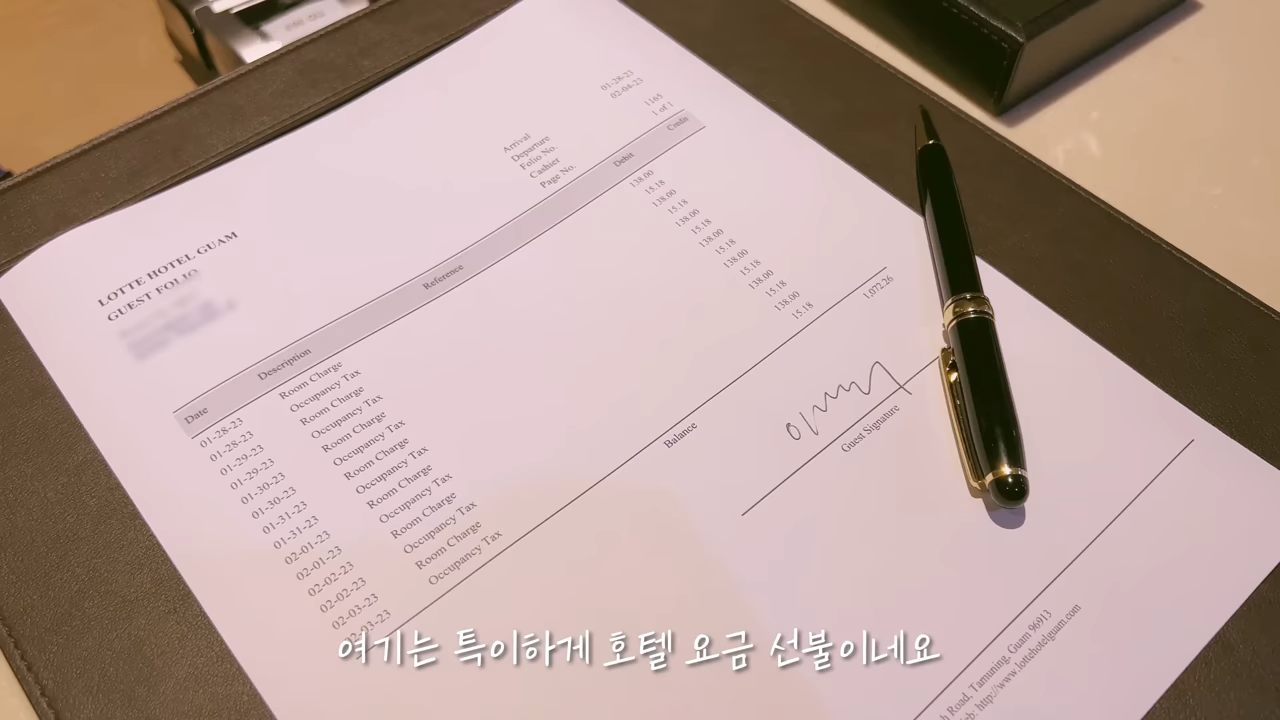 01-28-23
02-04-23
1165
1 of 1
Arrival
Departure
Folio No.
Cashier
Page No.
LOTTE HOTEL GUAM
GUEST FOLIO
Date Description Reference Debit Credit
01-28-23 Room Charge 138.00
01-28-23 Occupancy Tax 15.18
01-29-23 Room Charge 138.00
01-29-23 Occupancy Tax 15.18
01-30-23 Room Charge 138.00
01-30-23 Occupancy Tax 15.18
01-31-23 Room Charge 138.00
01-31-23 Occupancy Tax 15.18
02-01-23 Room Charge 138.00
02-01-23 Occupancy Tax 15.18
02-02-23 Room Charge 138.00
02-02-23 Occupancy Tax 15.18
02-03-23 Room Charge 138.00
02-03-23 Occupancy Tax 15.18
Balance 1,072.26
Guest Signature
Road, Tamuning, Guam 96913
http://www.lottehotelguam.com
여기는 특이하게 호텔 요금 선불이네요